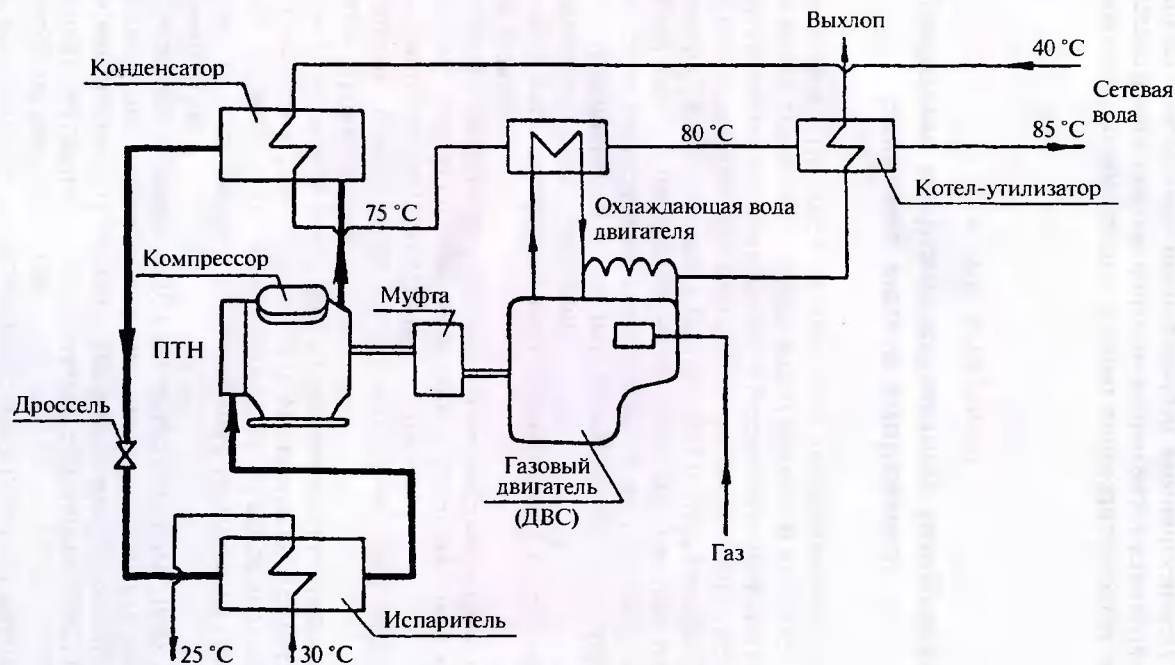 Выхлоп
40 °C
Конденсатор
Сетевая
вода
80 °C
85 °C
Котел-утилизатор
75 °C
Охлаждающая вода
двигателя
Компрессор
Муфта
ПТН
Дроссель
Газовый
двигатель
(ДВС)
Газ
Испаритель
25 °C
30 °C